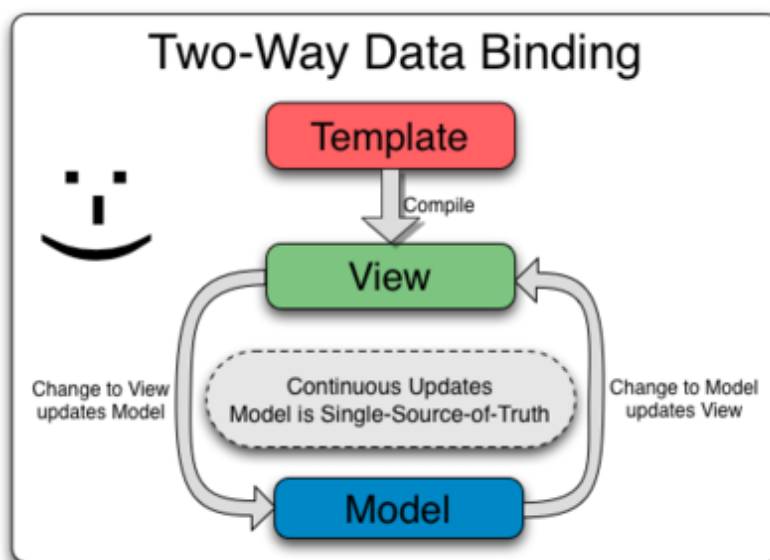 Two-Way Data Binding
Template
Compile
View
Change to View
updates Model
Continuous Updates
Model is Single-Source-of-Truth
Change to Model
updates View
Model